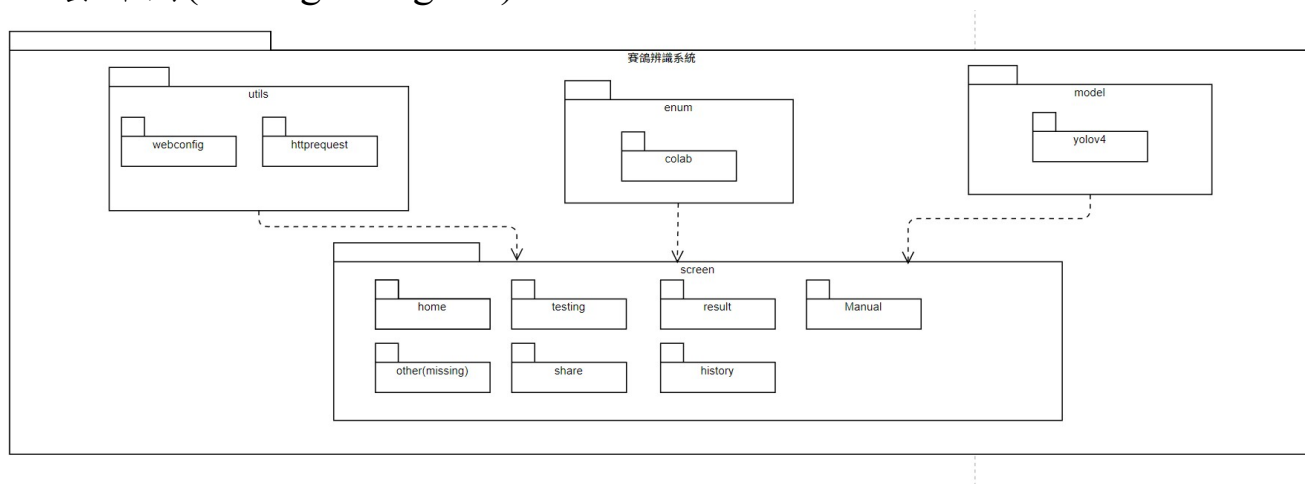 賽鴿辨識系統
utils
webconfig
httprequest
enum
colab
model
yolov4
screen
home
testing
result
Manual
other(missing)
share
history